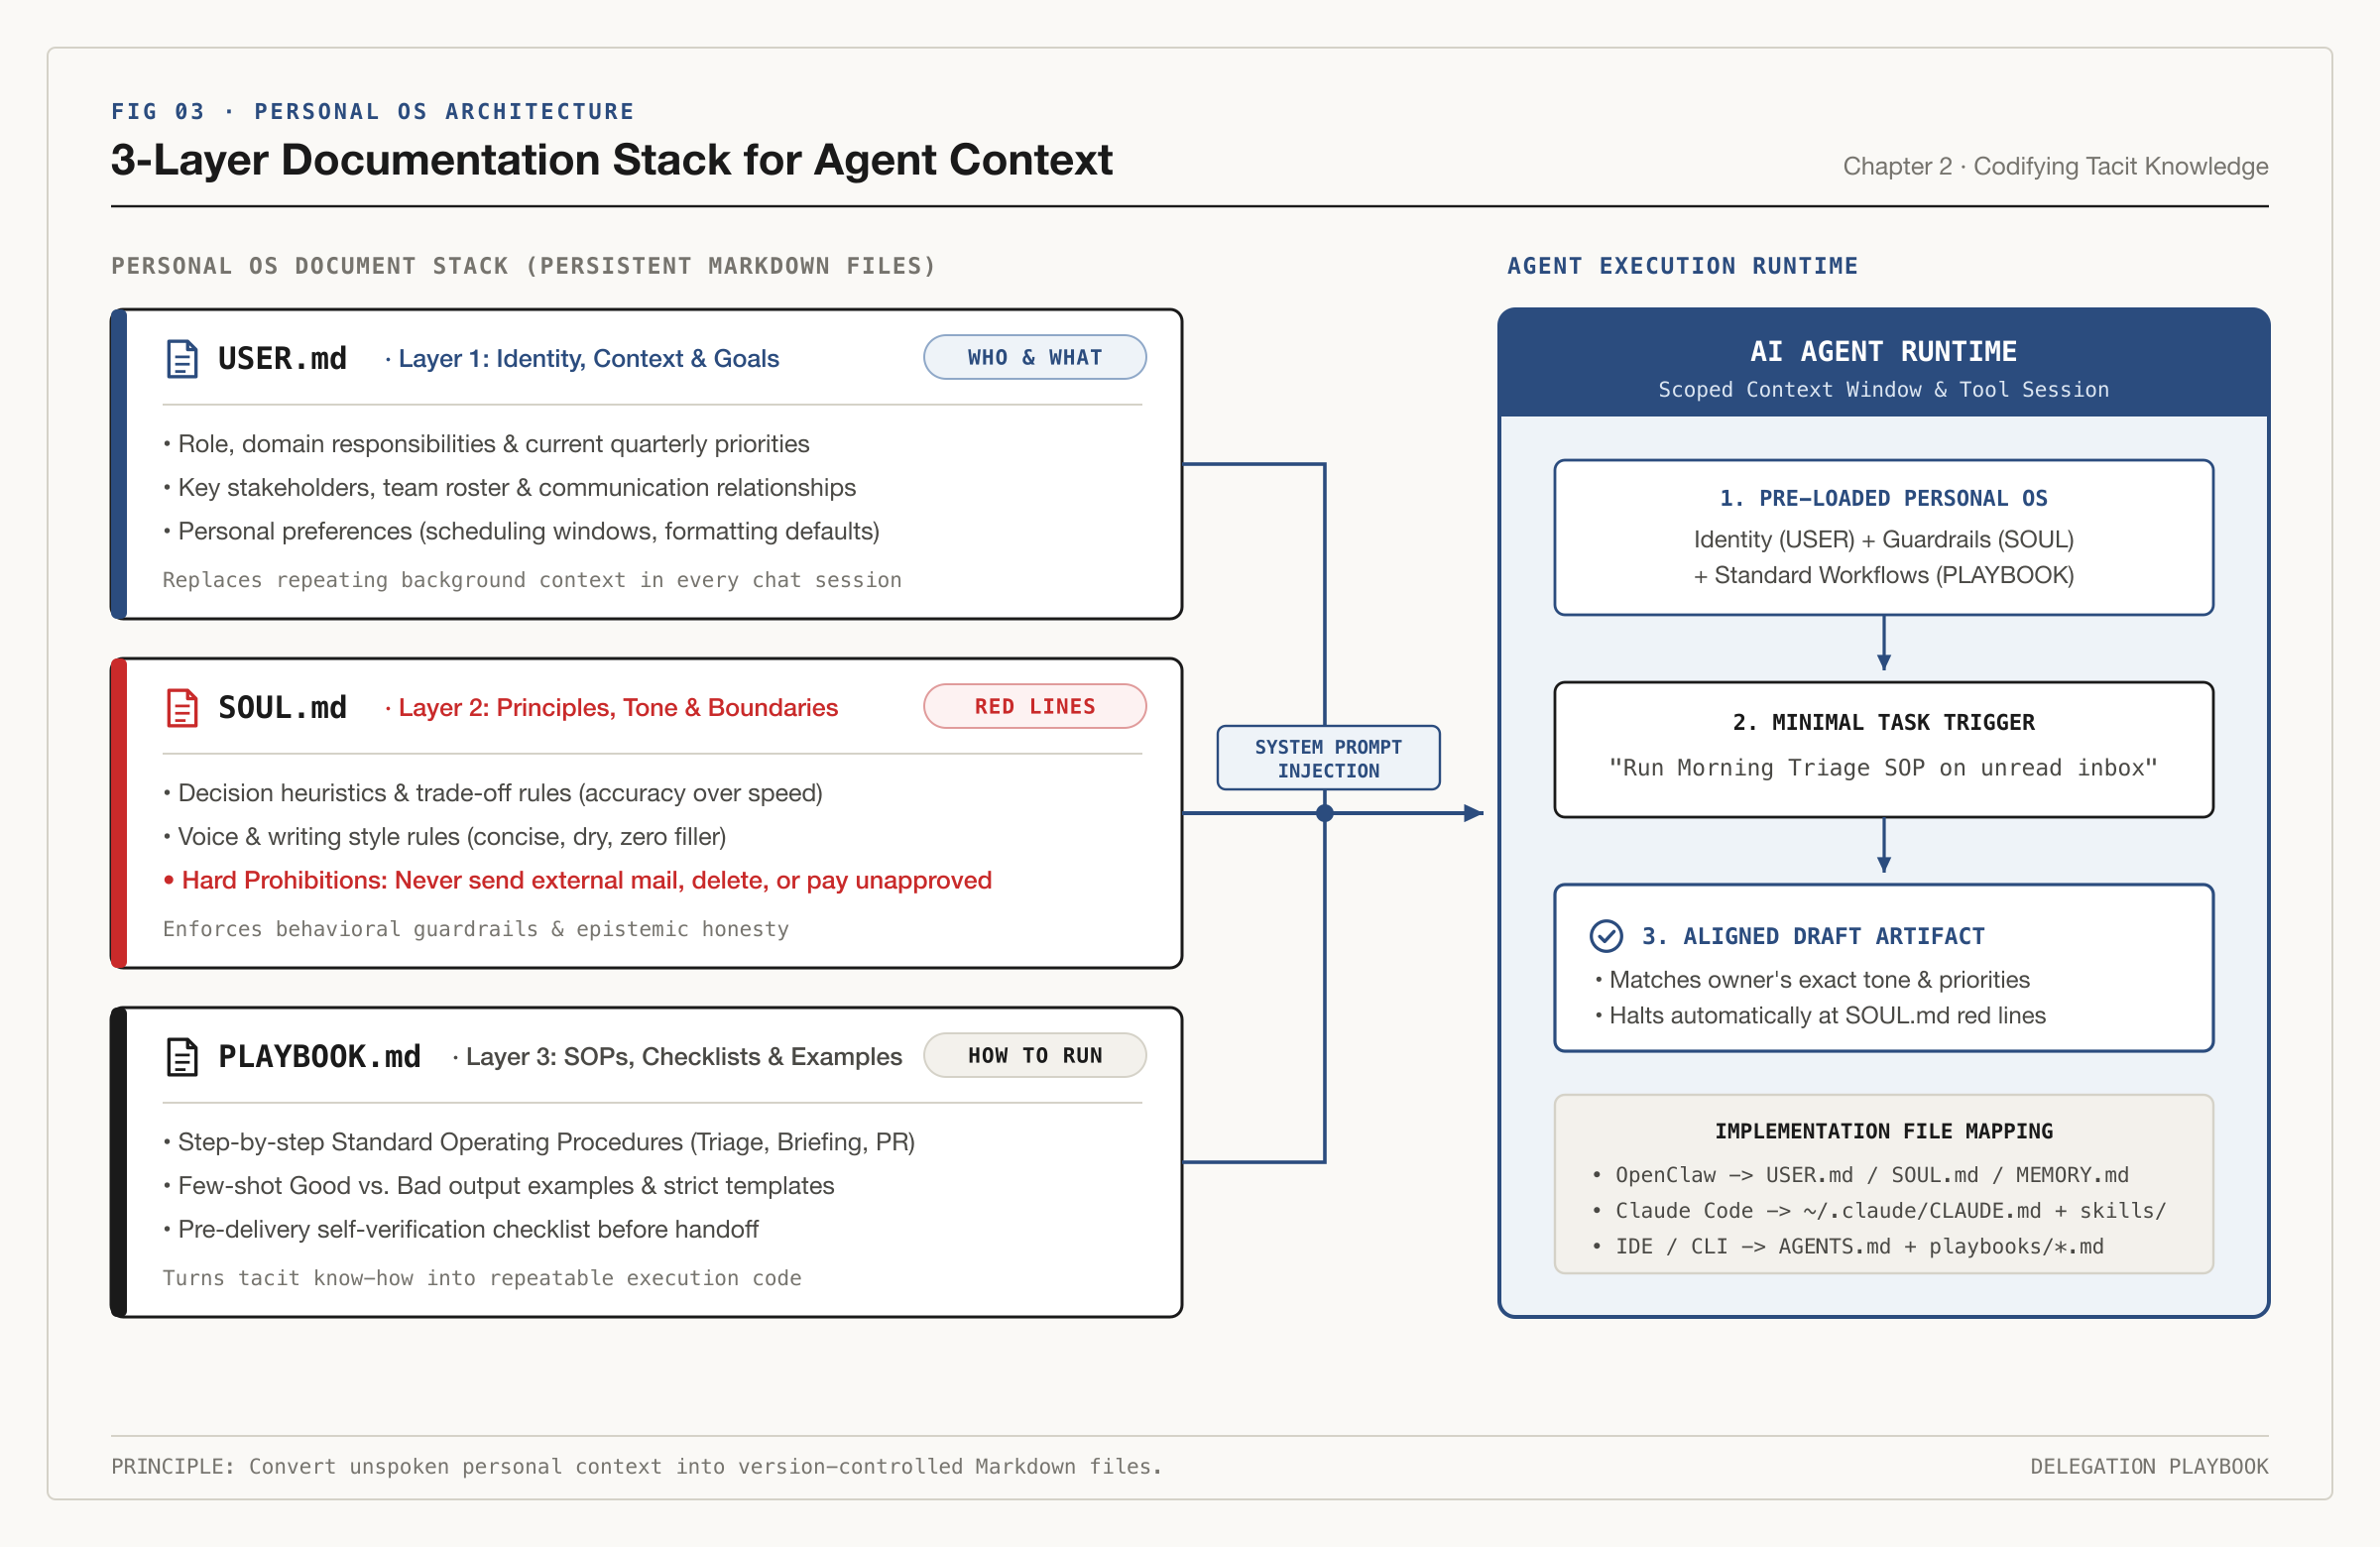 FIG 03 · PERSONAL OS ARCHITECTURE
3-Layer Documentation Stack for Agent Context
Chapter 2 · Codifying Tacit Knowledge
PERSONAL OS DOCUMENT STACK (PERSISTENT MARKDOWN FILES)
USER.md · Layer 1: Identity, Context & Goals
WHO & WHAT
• Role, domain responsibilities & current quarterly priorities
• Key stakeholders, team roster & communication relationships
• Personal preferences (scheduling windows, formatting defaults)
Replaces repeating background context in every chat session
SOUL.md · Layer 2: Principles, Tone & Boundaries
RED LINES
• Decision heuristics & trade-off rules (accuracy over speed)
• Voice & writing style rules (concise, dry, zero filler)
• Hard Prohibitions: Never send external mail, delete, or pay unapproved
Enforces behavioral guardrails & epistemic honesty
PLAYBOOK.md · Layer 3: SOPs, Checklists & Examples
HOW TO RUN
• Step-by-step Standard Operating Procedures (Triage, Briefing, PR)
• Few-shot Good vs. Bad output examples & strict templates
• Pre-delivery self-verification checklist before handoff
Turns tacit know-how into repeatable execution code
SYSTEM PROMPT
INJECTION
AGENT EXECUTION RUNTIME
AI AGENT RUNTIME
Scoped Context Window & Tool Session
1. PRE-LOADED PERSONAL OS
Identity (USER) + Guardrails (SOUL)
+ Standard Workflows (PLAYBOOK)
2. MINIMAL TASK TRIGGER
"Run Morning Triage SOP on unread inbox"
3. ALIGNED DRAFT ARTIFACT
• Matches owner's exact tone & priorities
• Halts automatically at SOUL.md red lines
IMPLEMENTATION FILE MAPPING
• OpenClaw -> USER.md / SOUL.md / MEMORY.md
• Claude Code -> ~/.claude/CLAUDE.md + skills/
• IDE / CLI -> AGENTS.md + playbooks/*.md
PRINCIPLE: Convert unspoken personal context into version-controlled Markdown files.
DELEGATION PLAYBOOK